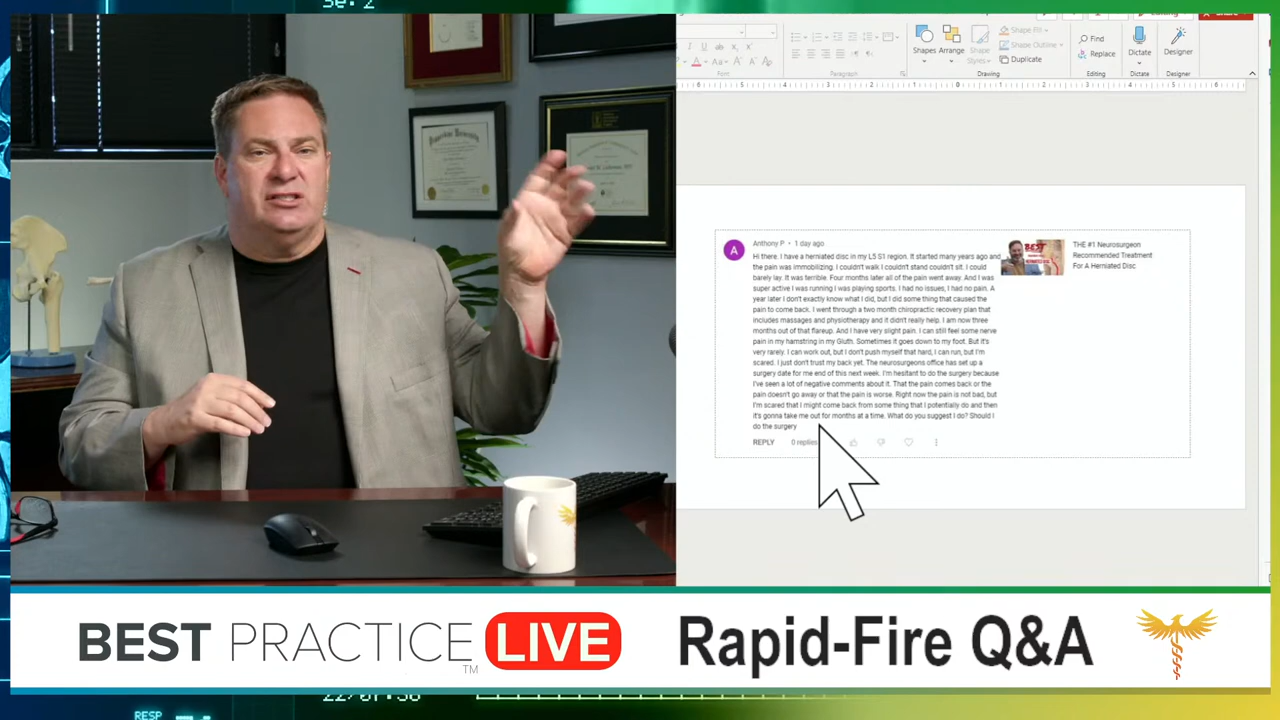 Find
Replace
Shapes
Arrange
Shape
Styles
Shape Fill
Shape Outline
Duplicate
Dictate
Designer
Font
Paragraph
Drawing
Editing
Dictate
Designer
Anthony P • 1 day ago
Hi there. I have a herniated disc in my L5 S1 region. It started many years ago and
the pain was immobilizing. I couldn't walk I couldn't stand couldn't sit. I could
barely lay. It was terrible. Four months later all of the pain went away. And I was
super active I was running I was playing sports. I had no issues, I had no pain. A
year later I don't exactly know what I did, but I did some thing that caused the
pain to come back. I went through a two month chiropractic recovery plan that
includes massages and physiotherapy and it didn't really help. I am now three
months out of that flareup. And I have very slight pain. I can still feel some nerve
pain in my hamstring in my Gluth. Sometimes it goes down to my foot. But it's
very rarely. I can work out, but I don't push myself that hard, I can run, but I'm
scared. I just don't trust my back yet. The neurosurgeons office has set up a
surgery date for me end of this next week. I'm hesitant to do the surgery because
I've seen a lot of negative comments about it. That the pain comes back or the
pain doesn't go away or that the pain is worse. Right now the pain is not bad, but
I'm scared that I might come back from some thing that I potentially do and then
it's gonna take me out for months at a time. What do you suggest I do? Should I
do the surgery
REPLY 0 replies
THE #1 Neurosurgeon
Recommended Treatment
For A Herniated Disc
BEST PRACTICE LIVE
TM
Rapid-Fire Q&A
RESP